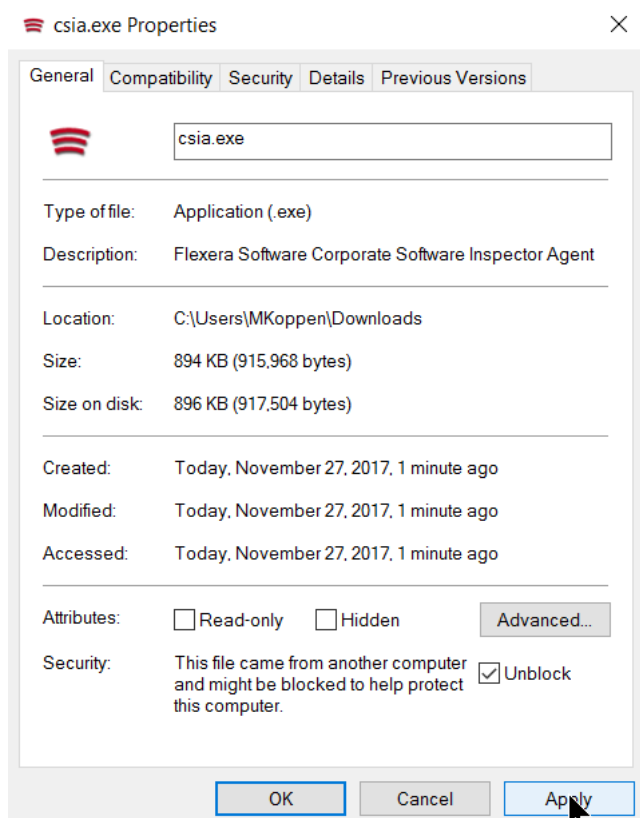 csia.exe Properties
General Compatibility Security Details Previous Versions
csia.exe
Type of file: Application (.exe)
Description: Flexera Software Corporate Software Inspector Agent
Location: C:\Users\MKoppen\Downloads
Size: 894 KB (915,968 bytes)
Size on disk: 896 KB (917,504 bytes)
Created: Today, November 27, 2017, 1 minute ago
Modified: Today, November 27, 2017, 1 minute ago
Accessed: Today, November 27, 2017, 1 minute ago
Attributes: Read-only Hidden Advanced...
Security: This file came from another computer
and might be blocked to help protect
this computer.
Unblock
OK Cancel Apply